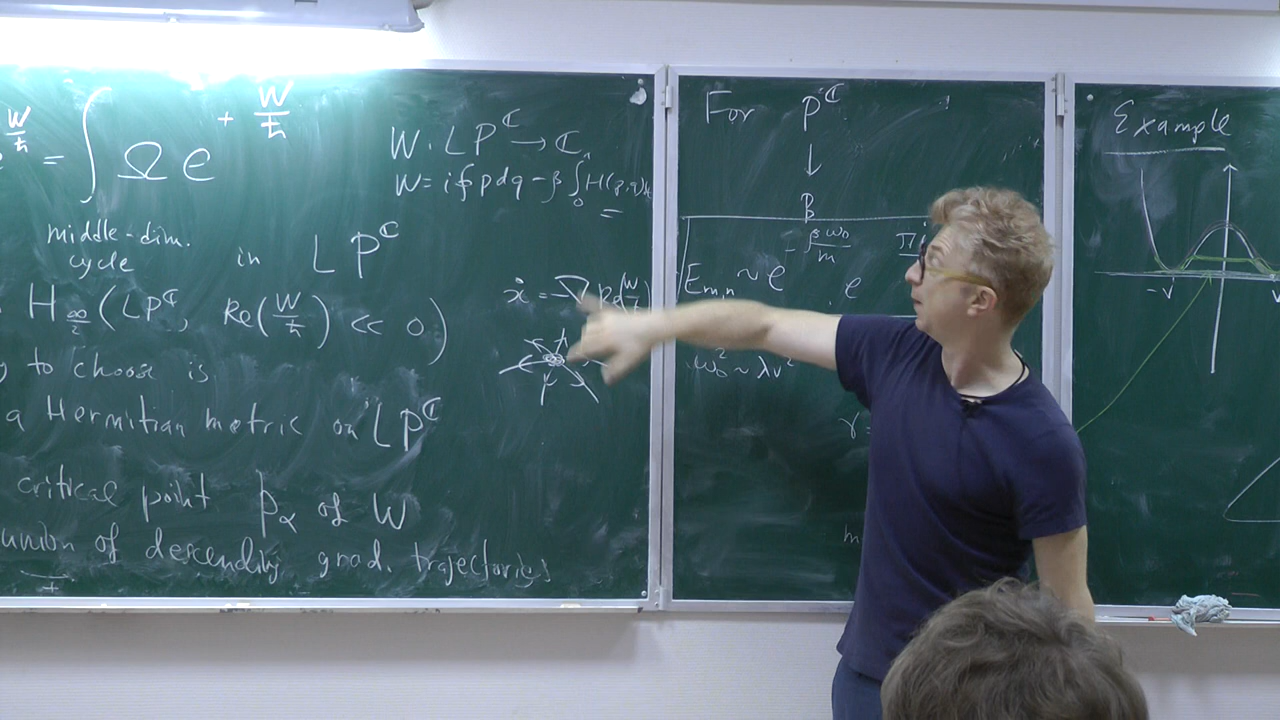 W/ħ = ∫ Ω e + W/ħ
middle-dim.
cycle in LP^ℂ
H_{∞/2} (LP^ℂ, Re(W/ħ) << 0)
to choose is
a Hermitian metric on LP^ℂ
critical point p_α of W
union of descending grad. trajectories
W: LP^ℂ → ℂ
W = i∮pdq - β∫₀ H(p,q)
ẋ = -∇ Re(W/
For P^ℂ
↓
B
E_{m,n} ~ e^{-βω₀/m} . e
ω₀² ~ λv²
γ =
m
Example
-v